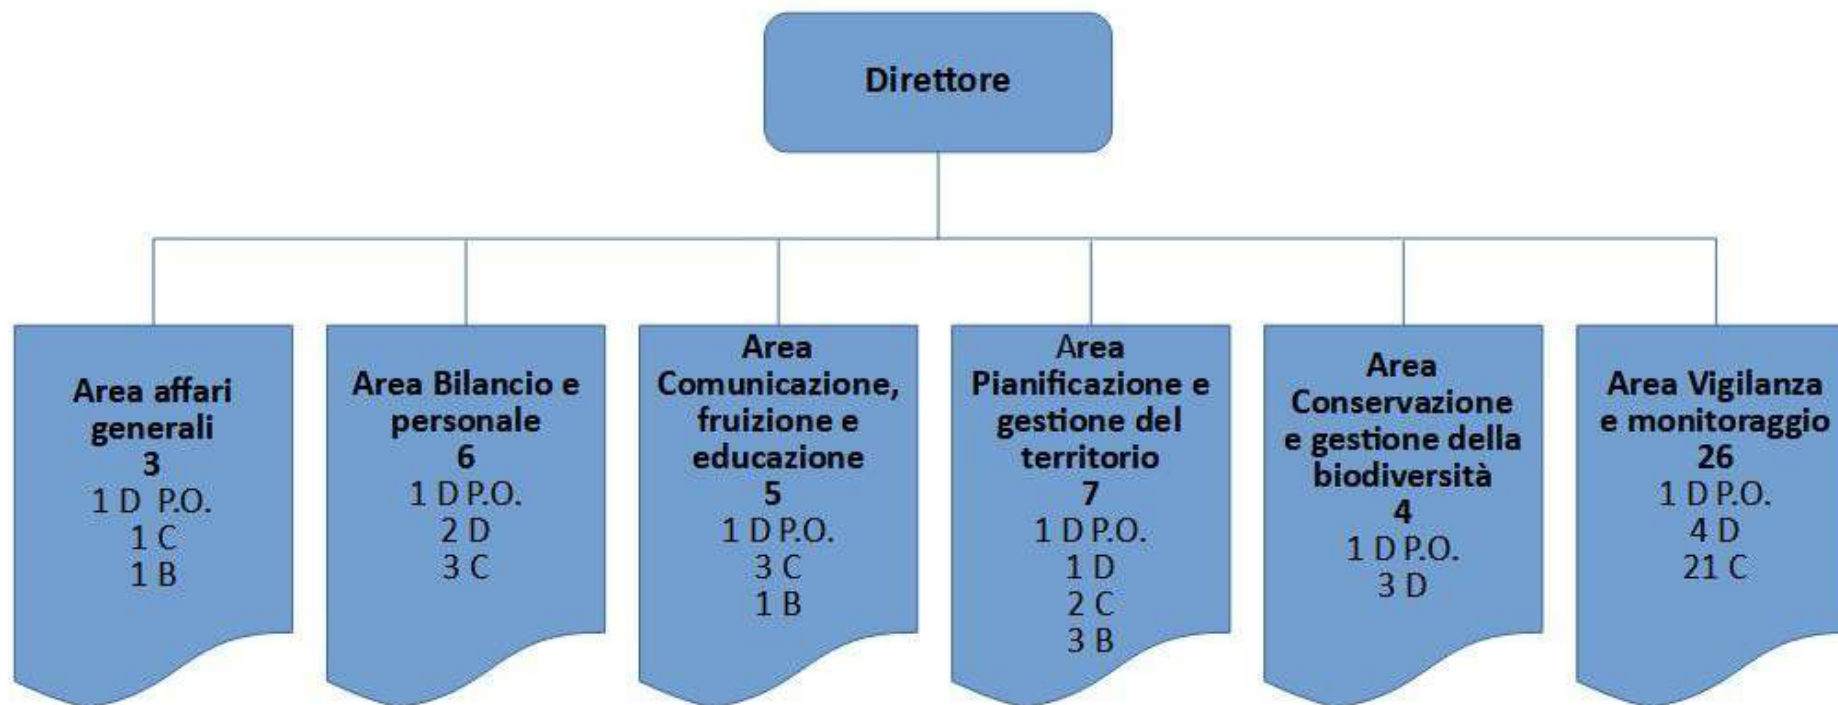 Direttore
Area affari
generali
3
1 D P.O.
1 C
1 B
Area Bilancio e
personale
6
1 D P.O.
2 D
3 C
Area
Comunicazione,
fruizione e
educazione
5
1 D P.O.
3 C
1 B
Area
Pianificazione e
gestione del
territorio
7
1 D P.O.
1 D
2 C
3 B
Area
Conservazione
e gestione della
biodiversità
4
1 D P.O.
3 D
Area Vigilanza
e monitoraggio
26
1 D P.O.
4 D
21 C